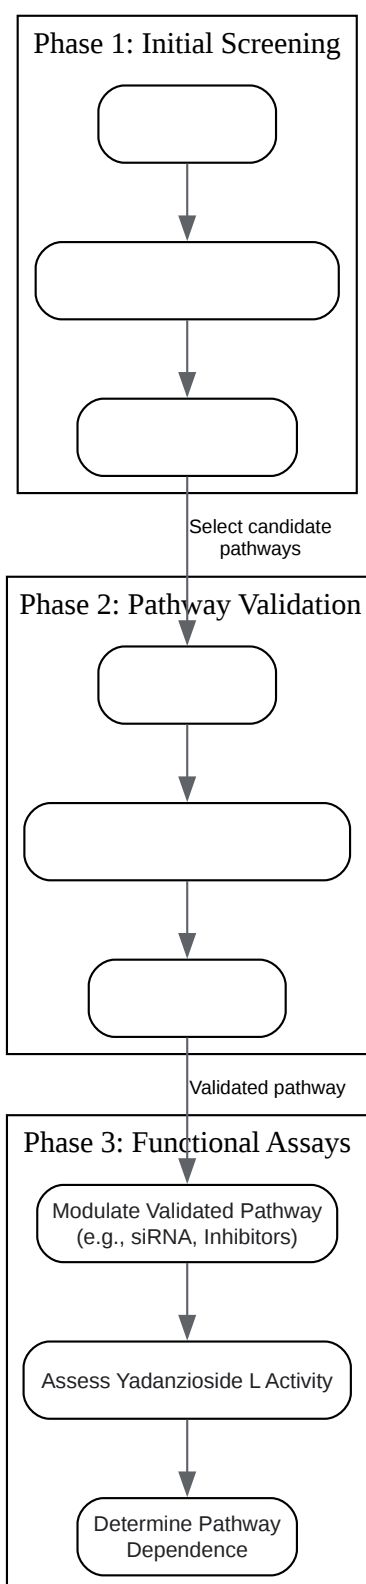 Phase 1: Initial Screening
Select candidate
pathways
Phase 2: Pathway Validation
Validated pathway
Phase 3: Functional Assays
Modulate Validated Pathway
(e.g., siRNA, Inhibitors)
Assess Yadanzioside L Activity
Determine Pathway
Dependence